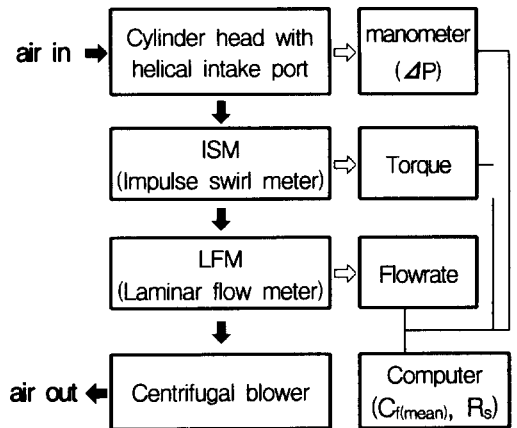 air in
Cylinder head with
helical intake port
manometer
(ΔP)
ISM
(Impulse swirl meter)
Torque
LFM
(Laminar flow meter)
Flowrate
air out
Centrifugal blower
Computer
(Cf(mean), Rs)